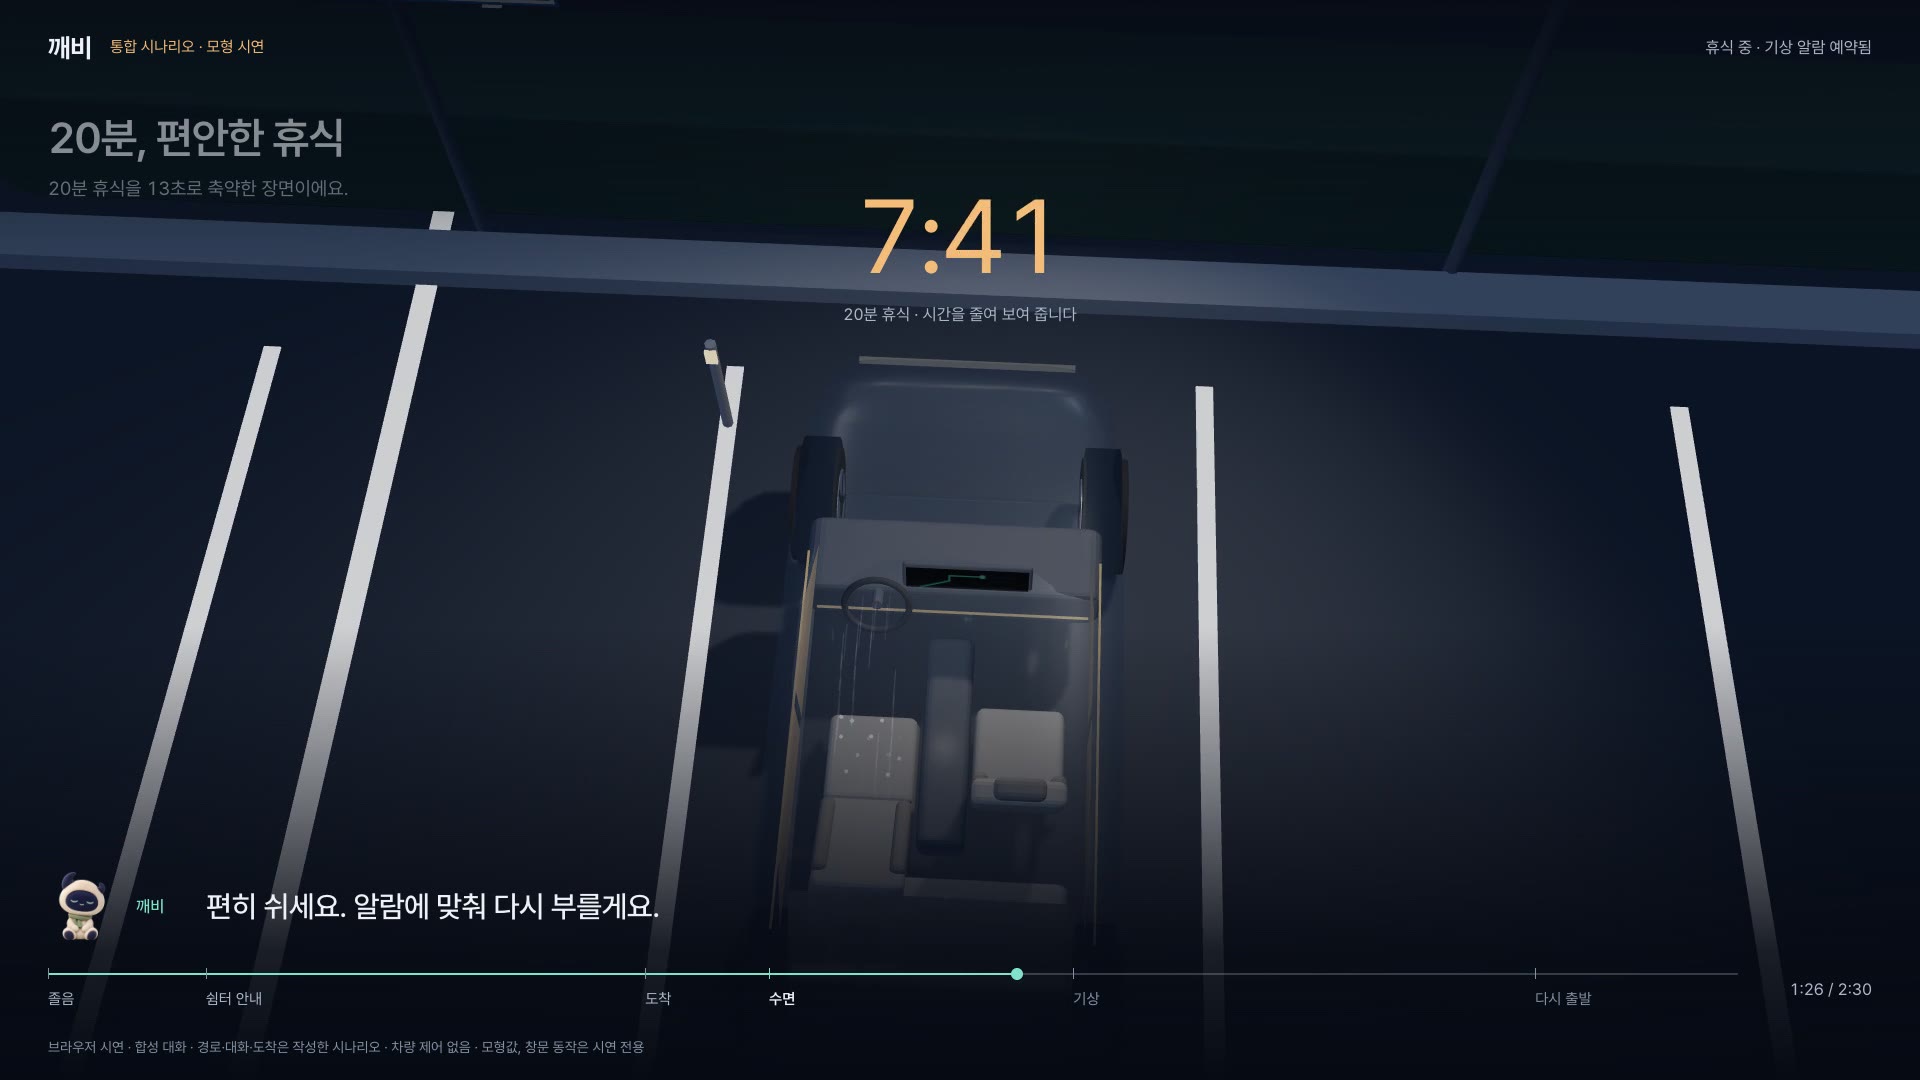 깨비
통합 시나리오 · 모형 시연
휴식 중 · 기상 알람 예약됨
20분, 편안한 휴식
20분 휴식을 13초로 축약한 장면이에요.
7:41
20분 휴식 · 시간을 줄여 보여 줍니다
깨비
편히 쉬세요. 알람에 맞춰 다시 부를게요.
졸음
쉼터 안내
도착
수면
기상
다시 출발
1:26 / 2:30
브라우저 시연 · 합성 대화 · 경로·대화·도착은 작성한 시나리오 · 차량 제어 없음 · 모형값, 창문 동작은 시연 전용